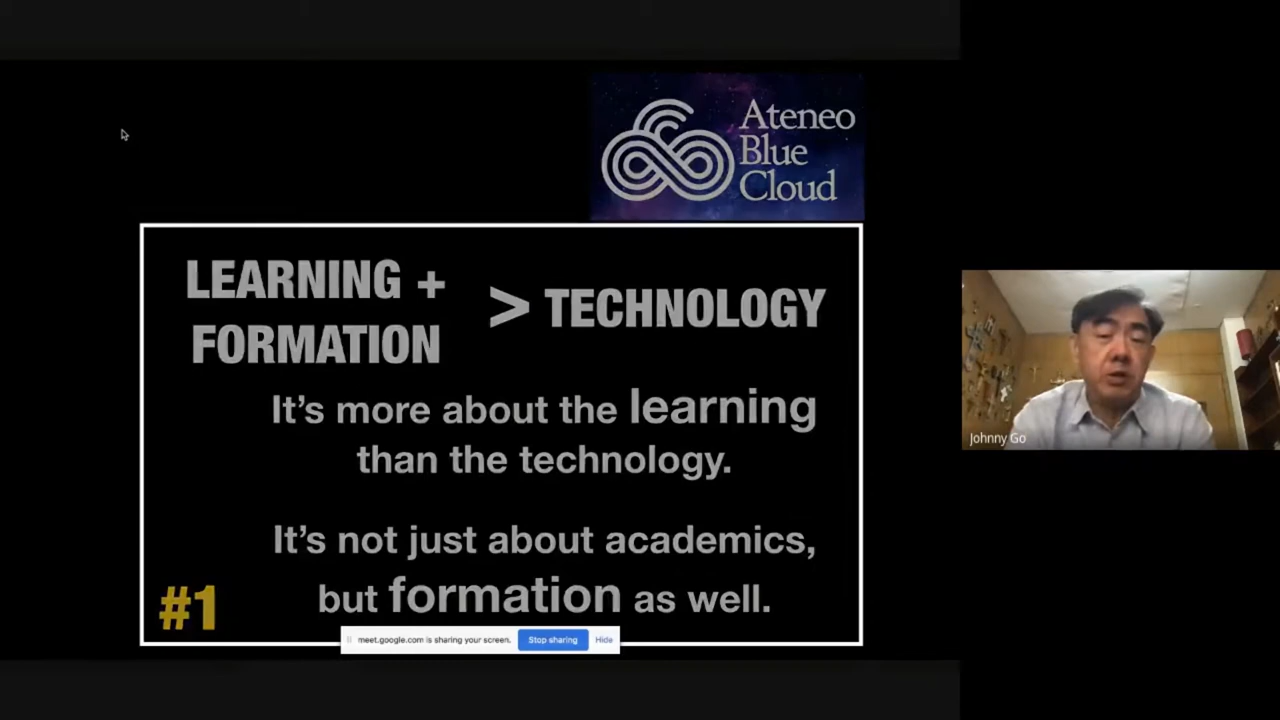 Ateneo
Blue
Cloud
LEARNING +
FORMATION
> TECHNOLOGY
It's more about the learning
than the technology.
It's not just about academics,
but formation as well.
#1
meet.google.com is sharing your screen. Stop sharing Hide
Johnny Go